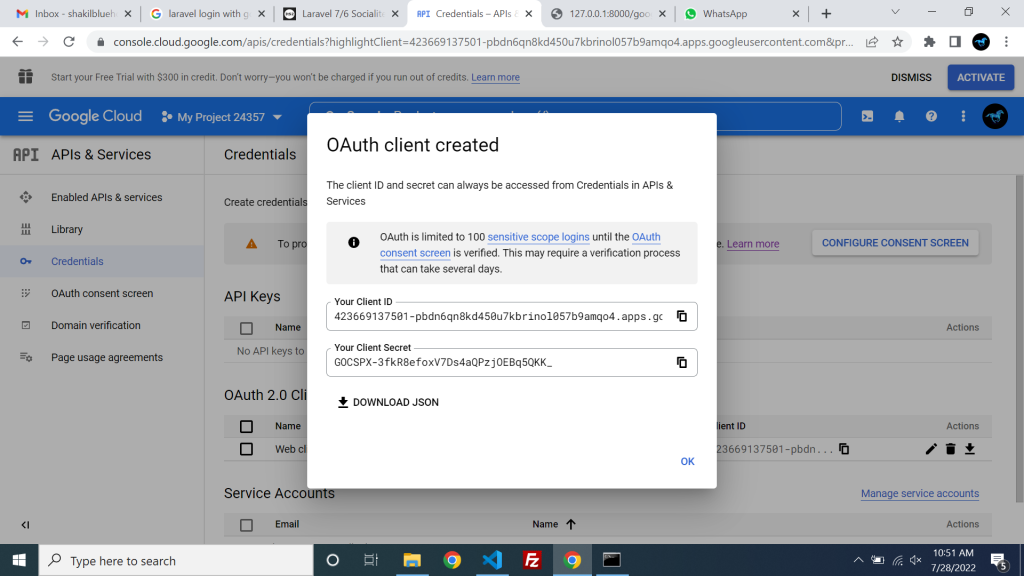 Inbox - shakilbluehe
laravel login with g
Laravel 7/6 Socialite
Credentials – APIs &
127.0.0.1:8000/goo
WhatsApp
console.cloud.google.com/apis/credentials?highlightClient=423669137501-pbdn6qn8kd450u7kbrinol057b9amqo4.apps.googleusercontent.com&pr...
Start your Free Trial with $300 in credit. Don't worry—you won't be charged if you run out of credits. Learn more
DISMISS
ACTIVATE
Google Cloud
My Project 24357
API APIs & Services
Credentials
Enabled APIs & services
Library
Credentials
OAuth consent screen
Domain verification
Page usage agreements
Create credentials
To pro
e. Learn more
CONFIGURE CONSENT SCREEN
API Keys
Name
Actions
No API keys to
OAuth 2.0 Cli
Name
lient ID
Actions
Web cl
23669137501-pbdn...
Service Accounts
Manage service accounts
Email
Name
Actions
OAuth client created
The client ID and secret can always be accessed from Credentials in APIs &
Services
OAuth is limited to 100 sensitive scope logins until the OAuth
consent screen is verified. This may require a verification process
that can take several days.
Your Client ID
423669137501-pbdn6qn8kd450u7kbrinol057b9amqo4.apps.gc
Your Client Secret
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
DOWNLOAD JSON
OK
Type here to search
10:51 AM
7/28/2022
5